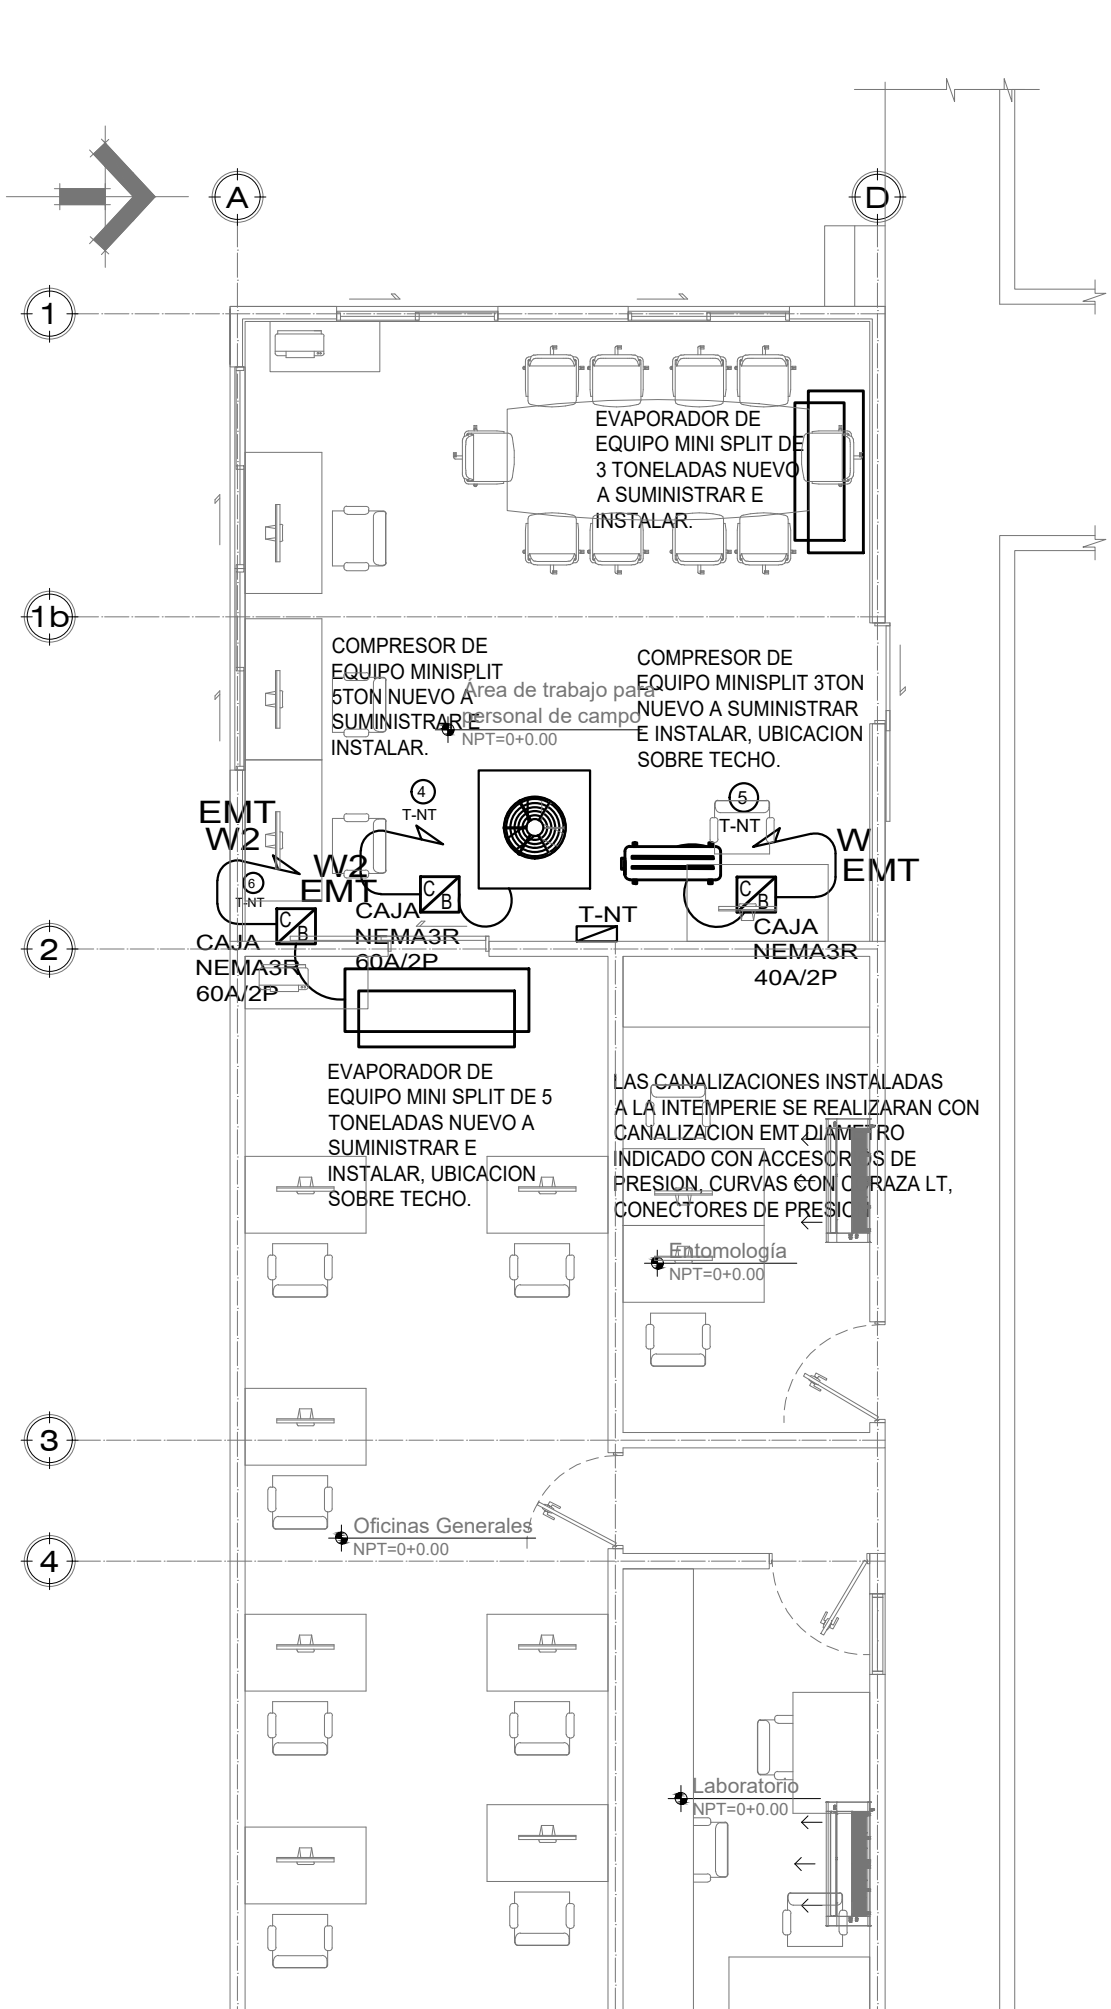 A
D
1
EVAPORADOR DE
EQUIPO MINI SPLIT DE
3 TONELADAS NUEVO
A SUMINISTRAR E
INSTALAR.
1b
COMPRESOR DE
EQUIPO MINISPLIT
5TON NUEVO A
SUMINISTRAR E
INSTALAR.
Área de trabajo para
personal de campo
NPT=0+0.00
COMPRESOR DE
EQUIPO MINISPLIT 3TON
NUEVO A SUMINISTRAR
E INSTALAR, UBICACION
SOBRE TECHO.
4
T-NT
5
T-NT
EMT
W2
W2
EMT
W
EMT
6
T-NT
C
B
C
B
C
B
CAJA
NEMA3R
60A/2P
T-NT
CAJA
NEMA3R
40A/2P
2
CAJA
NEMA3R
60A/2P
EVAPORADOR DE
EQUIPO MINI SPLIT DE 5
TONELADAS NUEVO A
SUMINISTRAR E
INSTALAR, UBICACION
SOBRE TECHO.
LAS CANALIZACIONES INSTALADAS
A LA INTEMPERIE SE REALIZARAN CON
CANALIZACION EMT DIAMETRO
INDICADO CON ACCESORIOS DE
PRESION, CURVAS CON CORAZA LT,
CONECTORES DE PRESION
Entomología
NPT=0+0.00
3
Oficinas Generales
NPT=0+0.00
4
Laboratorio
NPT=0+0.00